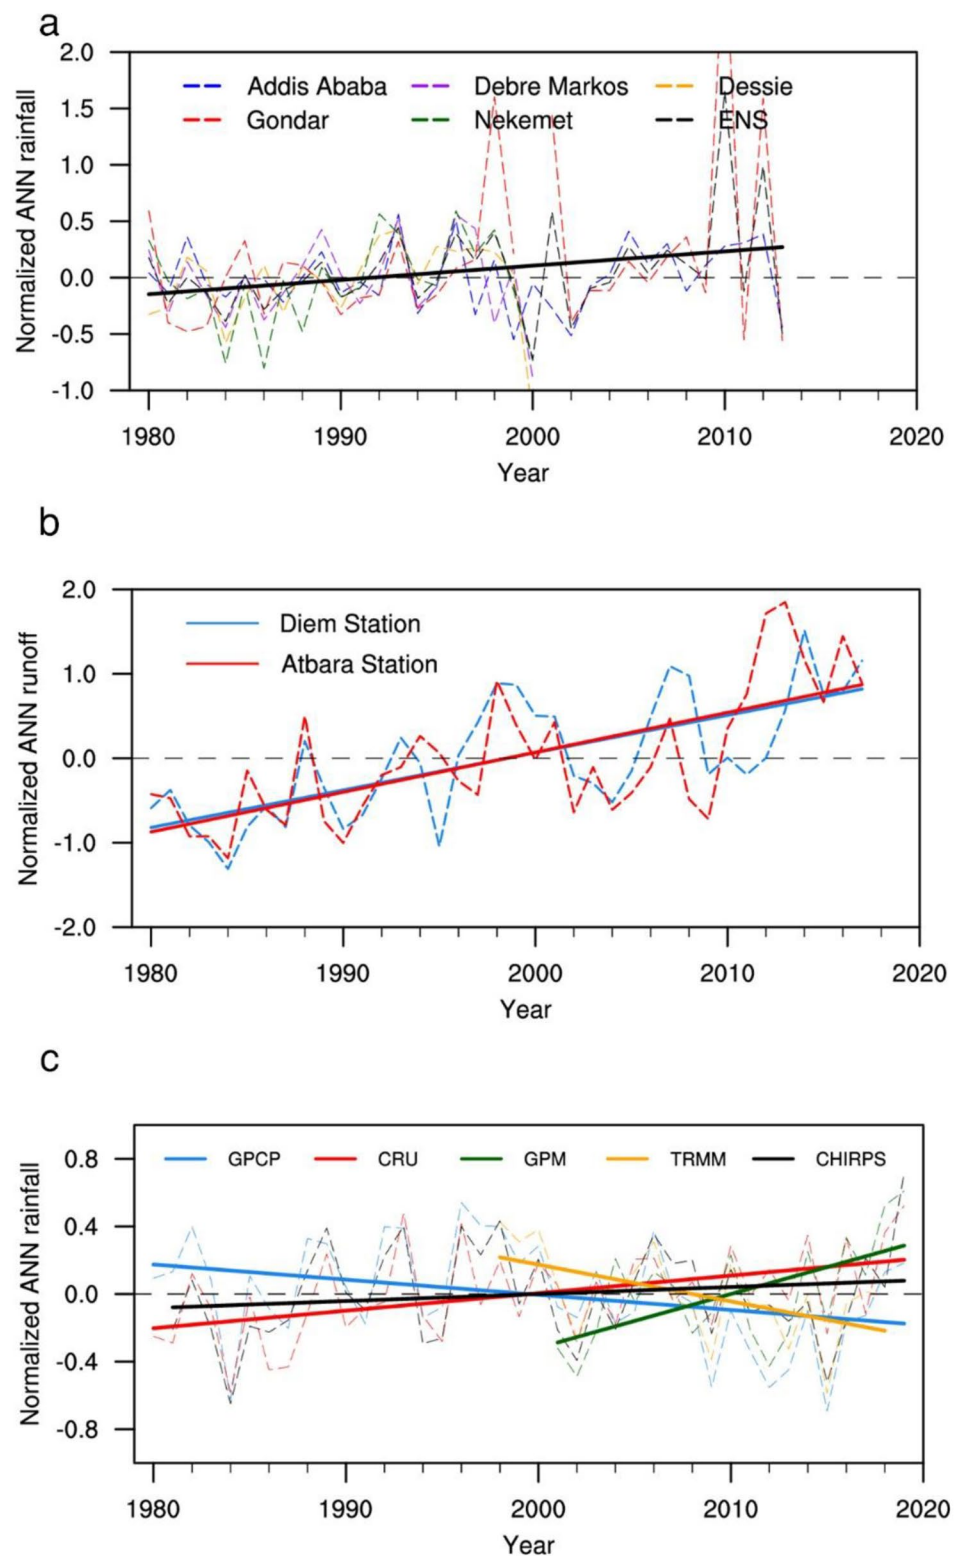 a
2.0
Addis Ababa Debre Markos Dessie
1.5
Gondar Nekemet ENS
1.0
0.5
0.0
-0.5
-1.0
Normalized ANN rainfall
1980 1990 2000 2010 2020
Year
b
2.0
Diem Station
Atbara Station
1.0
0.0
-1.0
-2.0
Normalized ANN runoff
1980 1990 2000 2010 2020
Year
c
0.8 GPCP CRU GPM TRMM CHIRPS
0.4
0.0
-0.4
-0.8
Normalized ANN rainfall
1980 1990 2000 2010 2020
Year